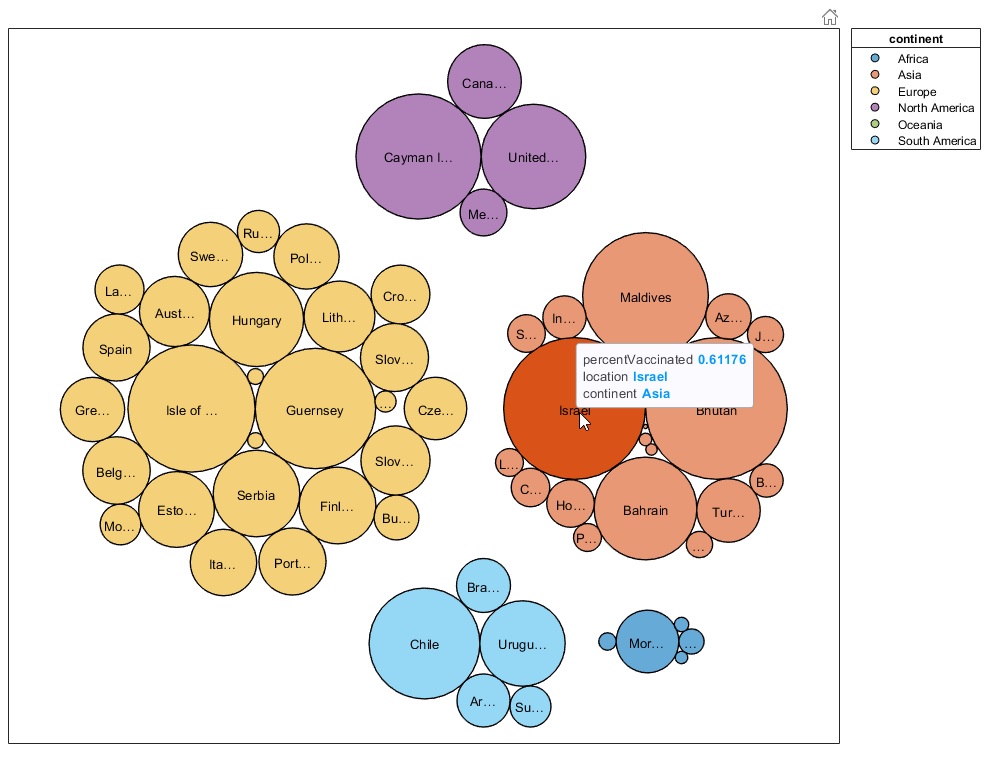 continent
Africa
Asia
Europe
North America
Oceania
South America
Cana...
Cayman I...
United...
Me...
Ru...
Swe...
Pol...
La...
Aust...
Hungary
Lith...
Cro...
Spain
Slov...
Gre...
Isle of ...
Guernsey
...
Cze...
Belg...
Serbia
Slov...
Esto...
Finl...
Mo...
Bu...
Ita...
Port...
Maldives
In...
Az...
S...
J...
percentVaccinated 0.61176
location Israel
continent Asia
Israel
Bhutan
L...
C...
Ho...
Bahrain
Tur...
B...
P...
...
Bra...
Chile
Urugu...
Ar...
Su...
Mor...
...